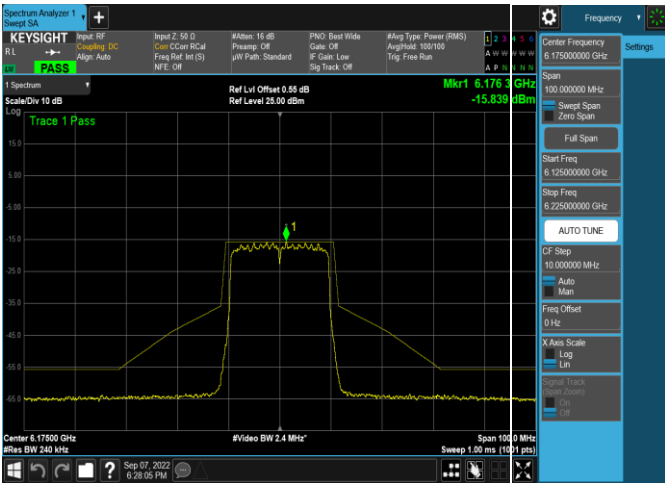 Spectrum Analyzer 1
Swept SA
+
Frequency
KEYSIGHT
RL
PASS
Input: RF
Coupling: DC
Align: Auto
Input Z: 50 Ω
Corr CCorr RCal
Freq Ref: Int (S)
NFE: Off
#Atten: 16 dB
Preamp: Off
µW Path: Standard
PNO: Best Wide
Gate: Off
IF Gain: Low
Sig Track: Off
#Avg Type: Power (RMS)
Avg|Hold: 100/100
Trig: Free Run
1 2 3 4 5 6
A W W W W W
A P N N N N
1 Spectrum
Scale/Div 10 dB
Ref Lvl Offset 0.55 dB
Ref Level 25.00 dBm
Mkr1 6.176 3 GHz
-15.839 dBm
Log
Trace 1 Pass
15.0
5.00
-5.00
-15.0
-25.0
-35.0
-45.0
-55.0
-65.0
1
Center 6.17500 GHz
#Res BW 240 kHz
#Video BW 2.4 MHz*
Span 100.0 MHz
Sweep 1.00 ms (1001 pts)
Sep 07, 2022
6:28:05 PM
Center Frequency
6.175000000 GHz
Settings
Span
100.000000 MHz
Swept Span
Zero Span
Full Span
Start Freq
6.125000000 GHz
Stop Freq
6.225000000 GHz
AUTO TUNE
CF Step
10.000000 MHz
Auto
Man
Freq Offset
0 Hz
X Axis Scale
Log
Lin
Signal Track
(Span Zoom)
On
Off